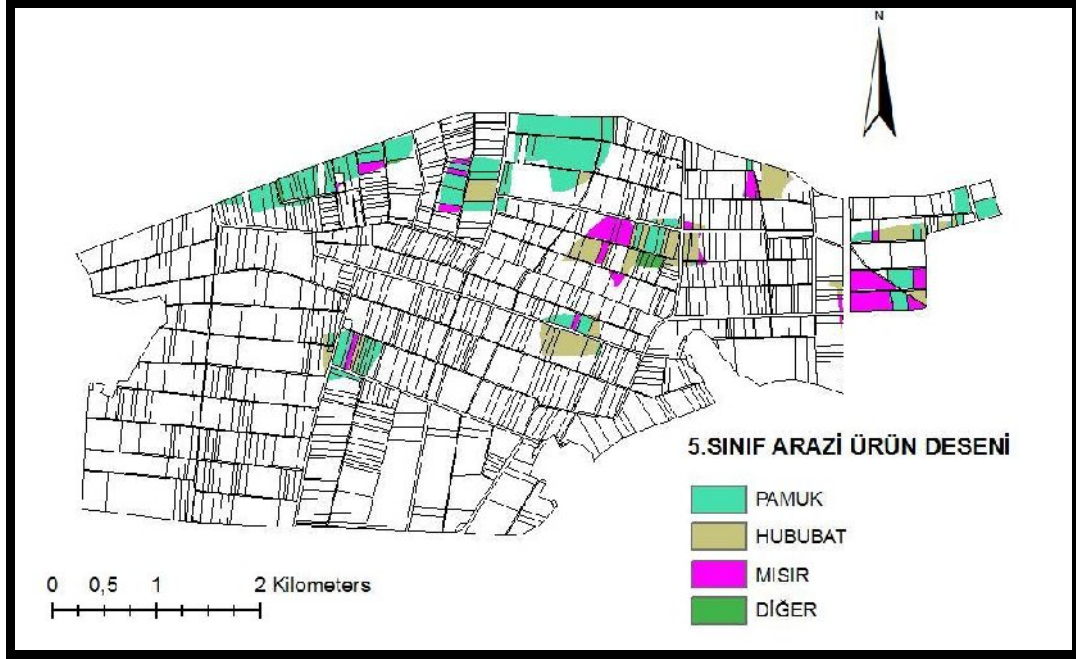 N
5.SINIF ARAZİ ÜRÜN DESENİ
PAMUK
HUBUBAT
MISIR
DİĞER
0 0,5 1 2 Kilometers